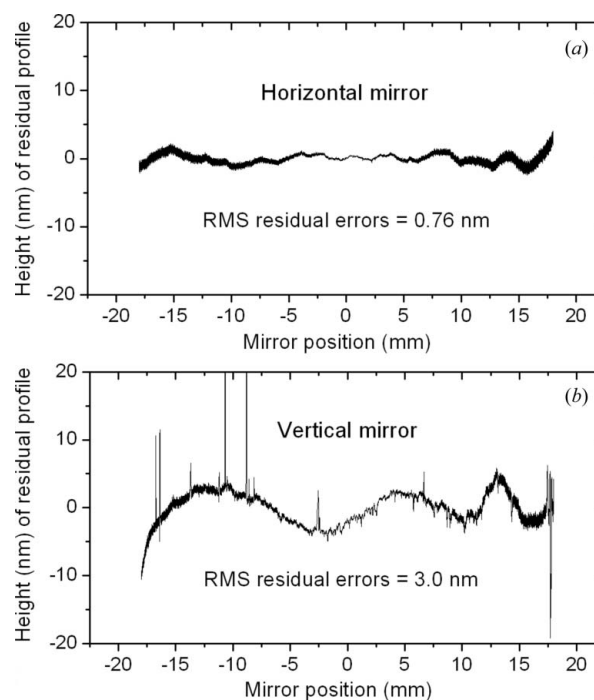 20
(a)
Horizontal mirror
10
0
-10
RMS residual errors = 0.76 nm
-20
Height (nm) of residual profile
-20 -15 -10 -5 0 5 10 15 20
Mirror position (mm)
20
(b)
Vertical mirror
10
0
-10
RMS residual errors = 3.0 nm
-20
Height (nm) of residual profile
-20 -15 -10 -5 0 5 10 15 20
Mirror position (mm)